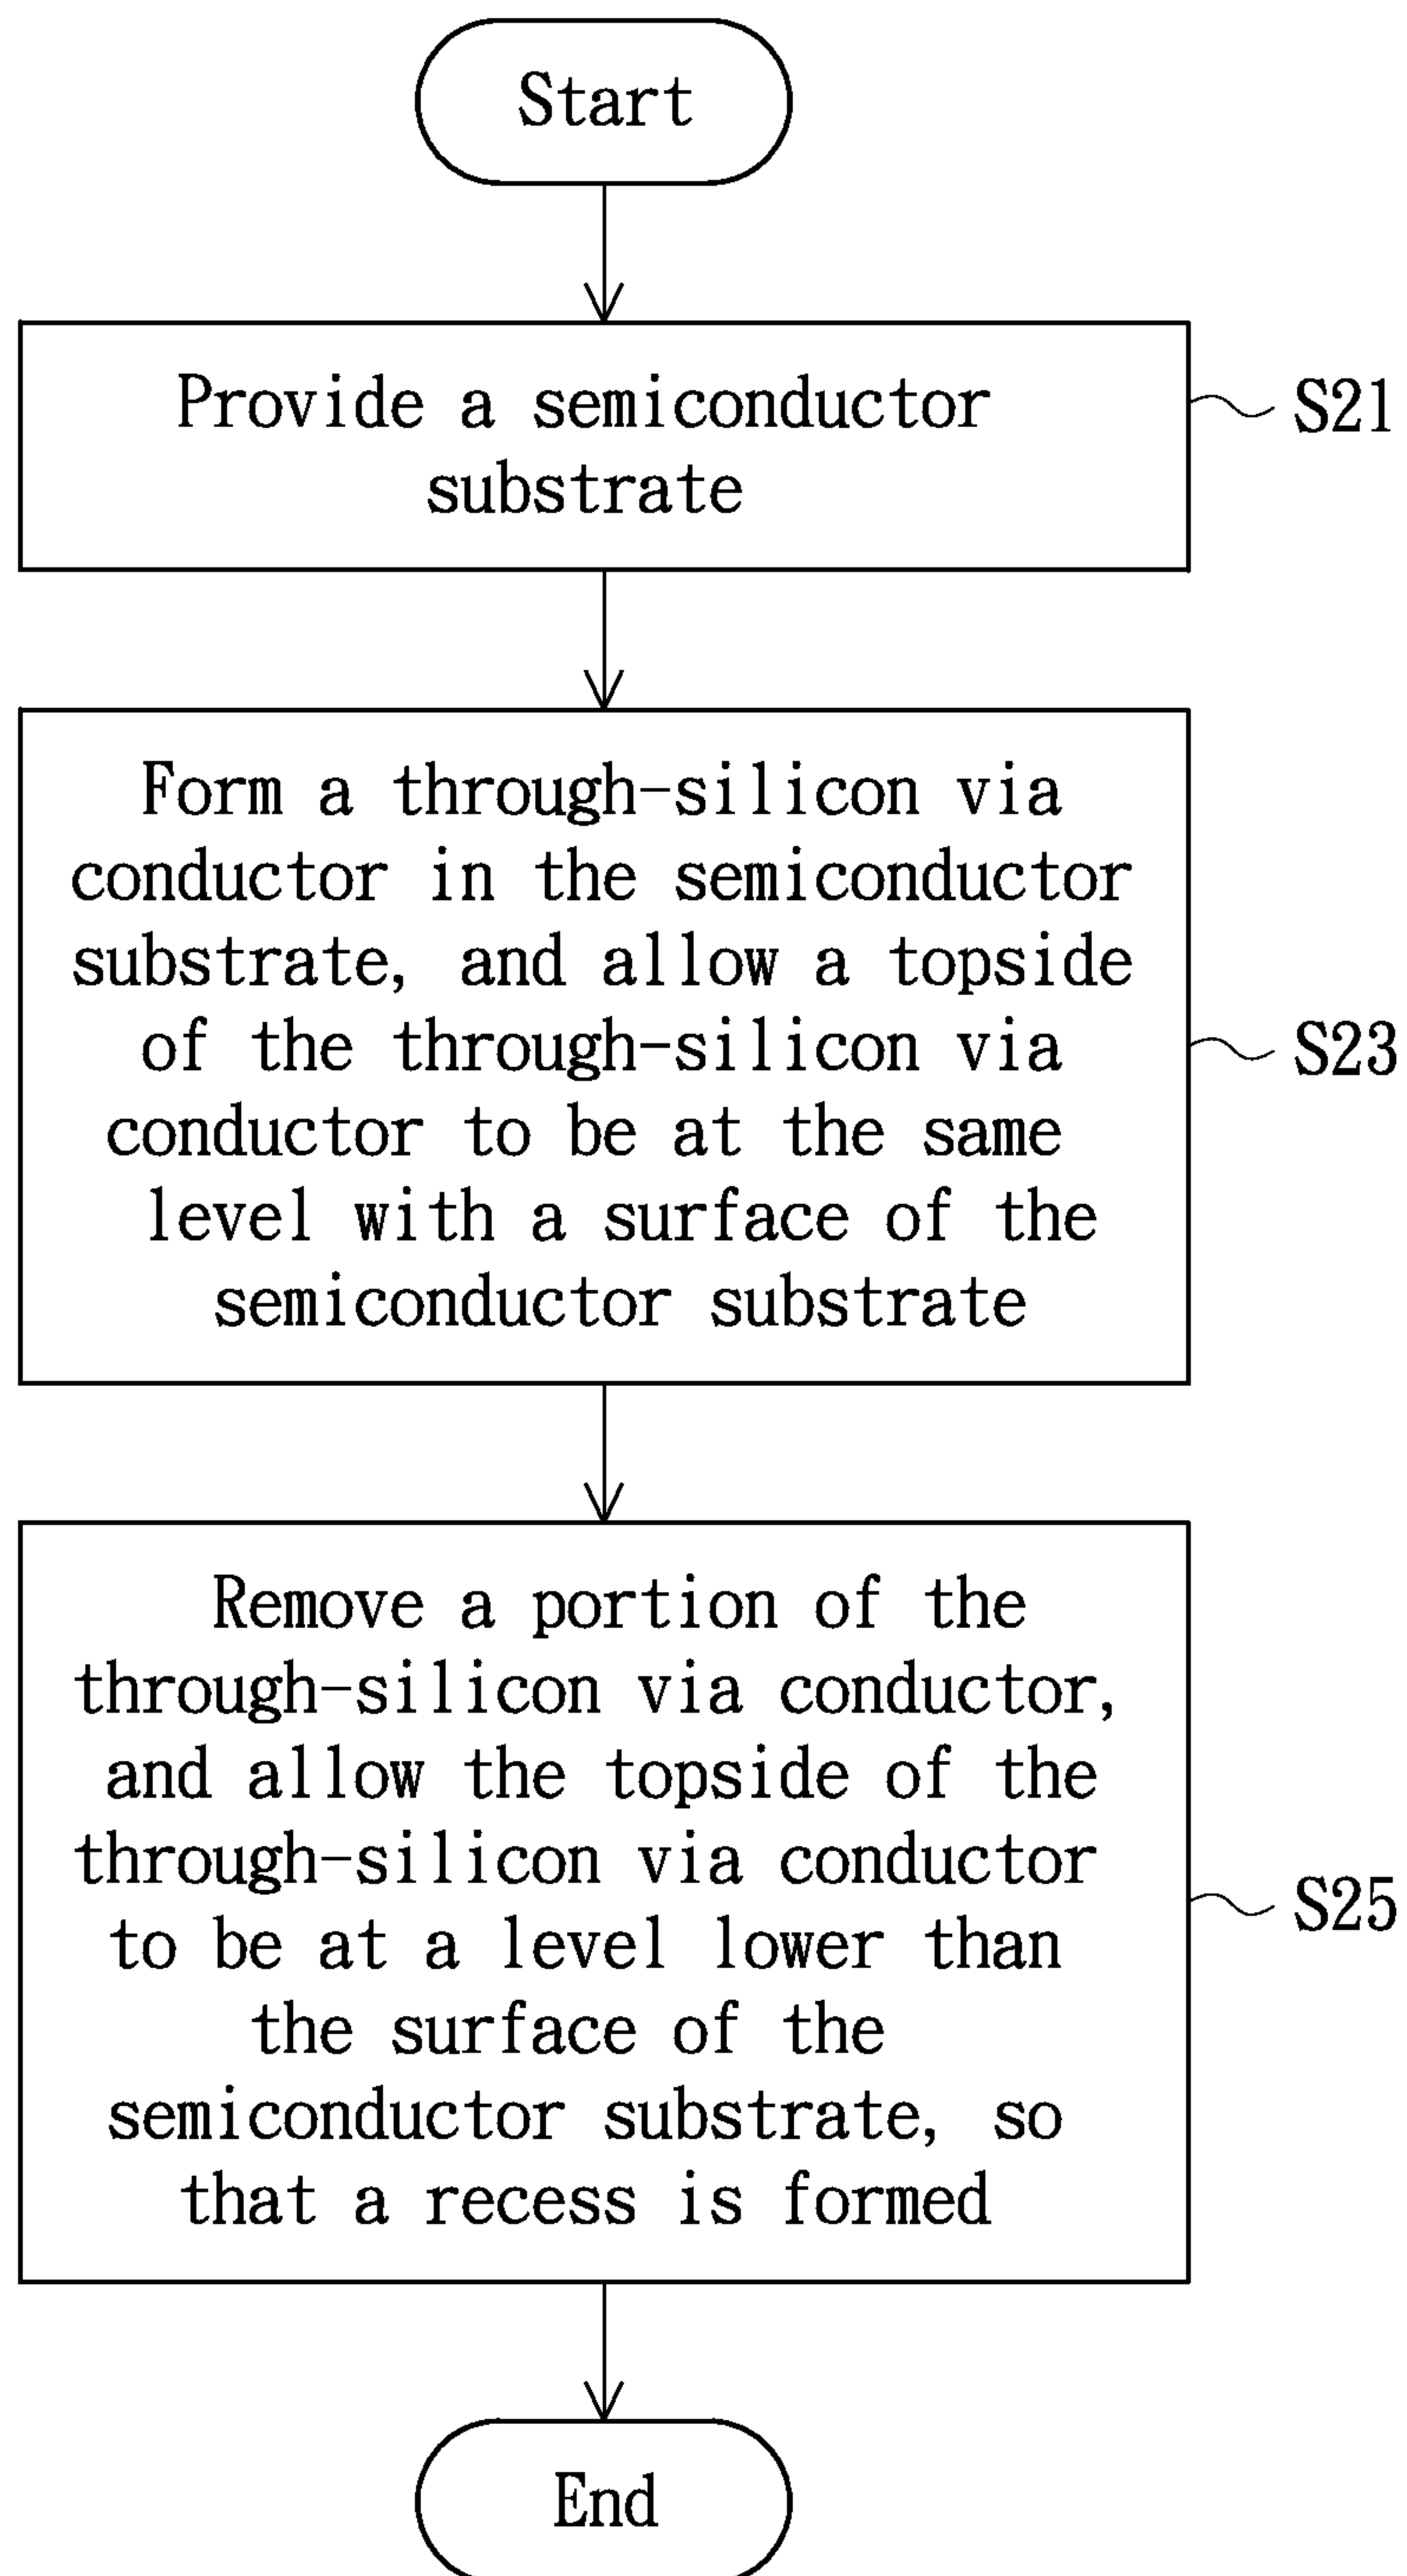 Start
Provide a semiconductor
substrate
S21
Form a through-silicon via
conductor in the semiconductor
substrate, and allow a topside
of the through-silicon via
conductor to be at the same
level with a surface of the
semiconductor substrate
S23
Remove a portion of the
through-silicon via conductor,
and allow the topside of the
through-silicon via conductor
to be at a level lower than
the surface of the
semiconductor substrate, so
that a recess is formed
S25
End